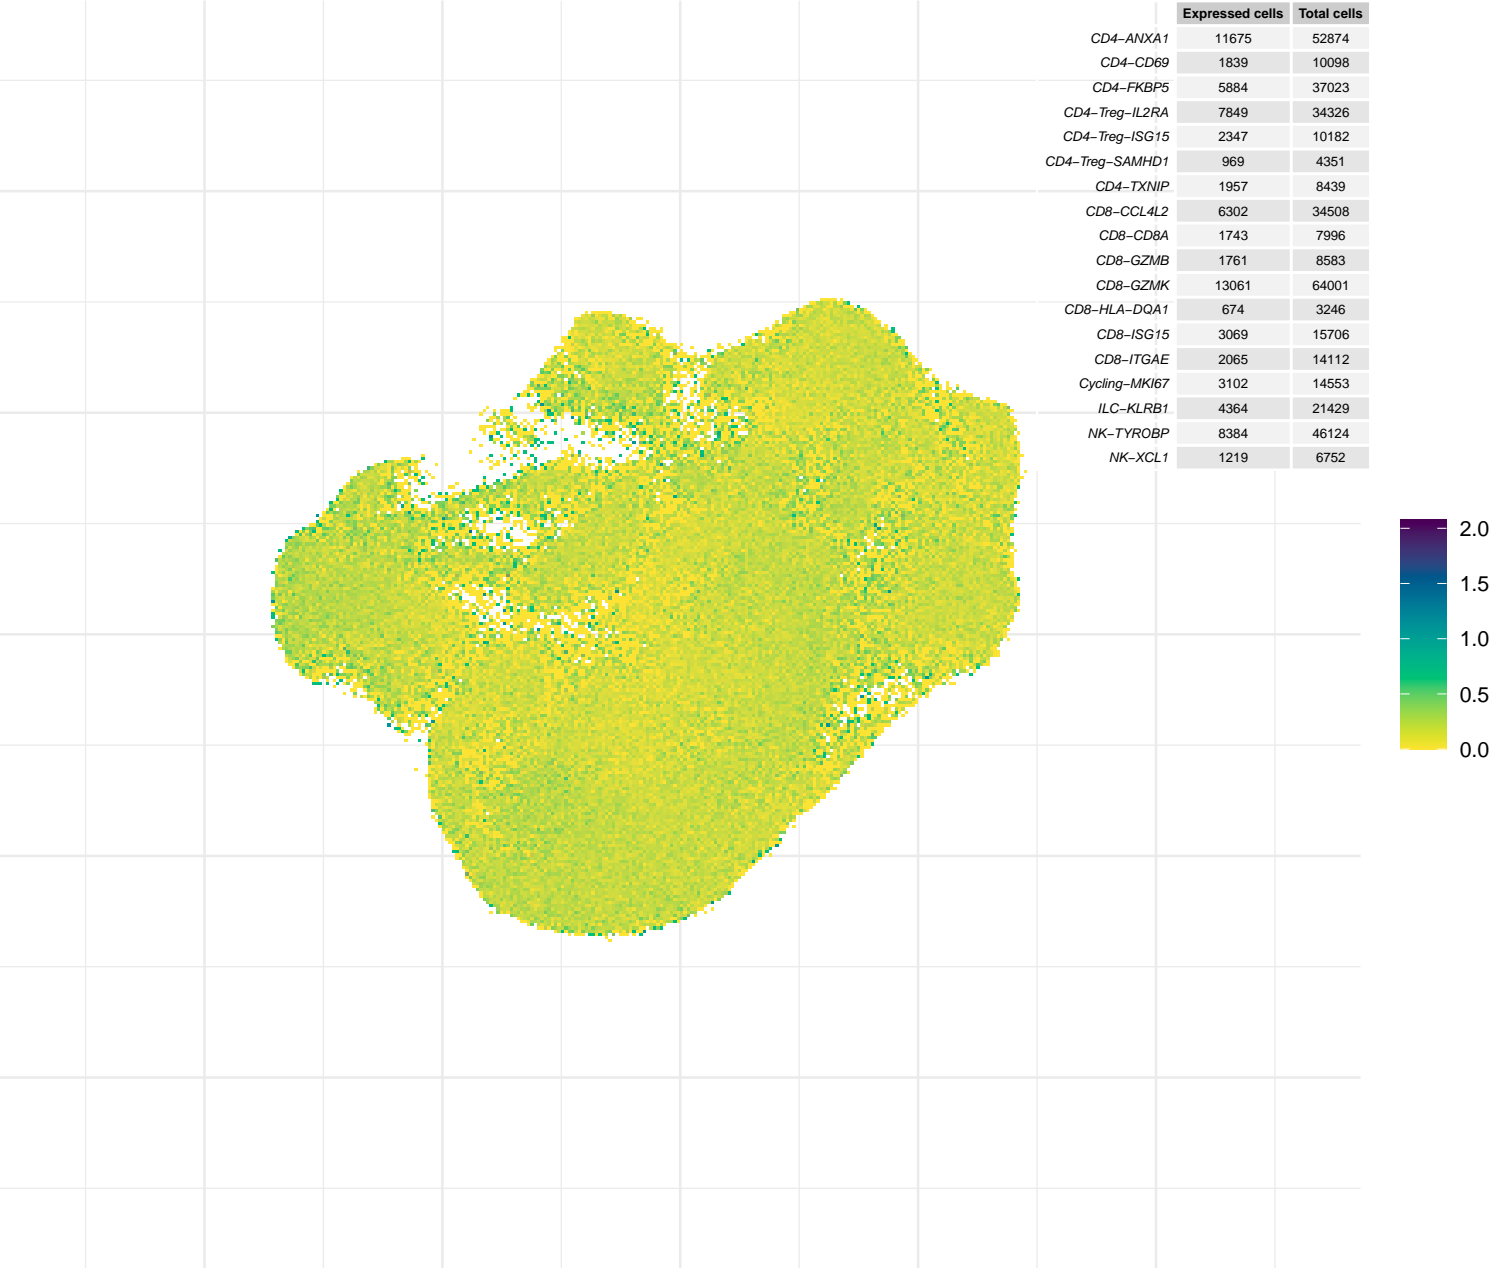 Expressed cells Total cells
CD4−ANXA1 11675 52874
CD4−CD69 1839 10098
CD4−FKBP5 5884 37023
CD4−Treg−IL2RA 7849 34326
CD4−Treg−ISG15 2347 10182
CD4−Treg−SAMHD1 969 4351
CD4−TXNIP 1957 8439
CD8−CCL4L2 6302 34508
CD8−CD8A 1743 7996
CD8−GZMB 1761 8583
CD8−GZMK 13061 64001
CD8−HLA−DQA1 674 3246
CD8−ISG15 3069 15706
CD8−ITGAE 2065 14112
Cycling−MKI67 3102 14553
ILC−KLRB1 4364 21429
NK−TYROBP 8384 46124
NK−XCL1 1219 6752
2.0
1.5
1.0
0.5
0.0